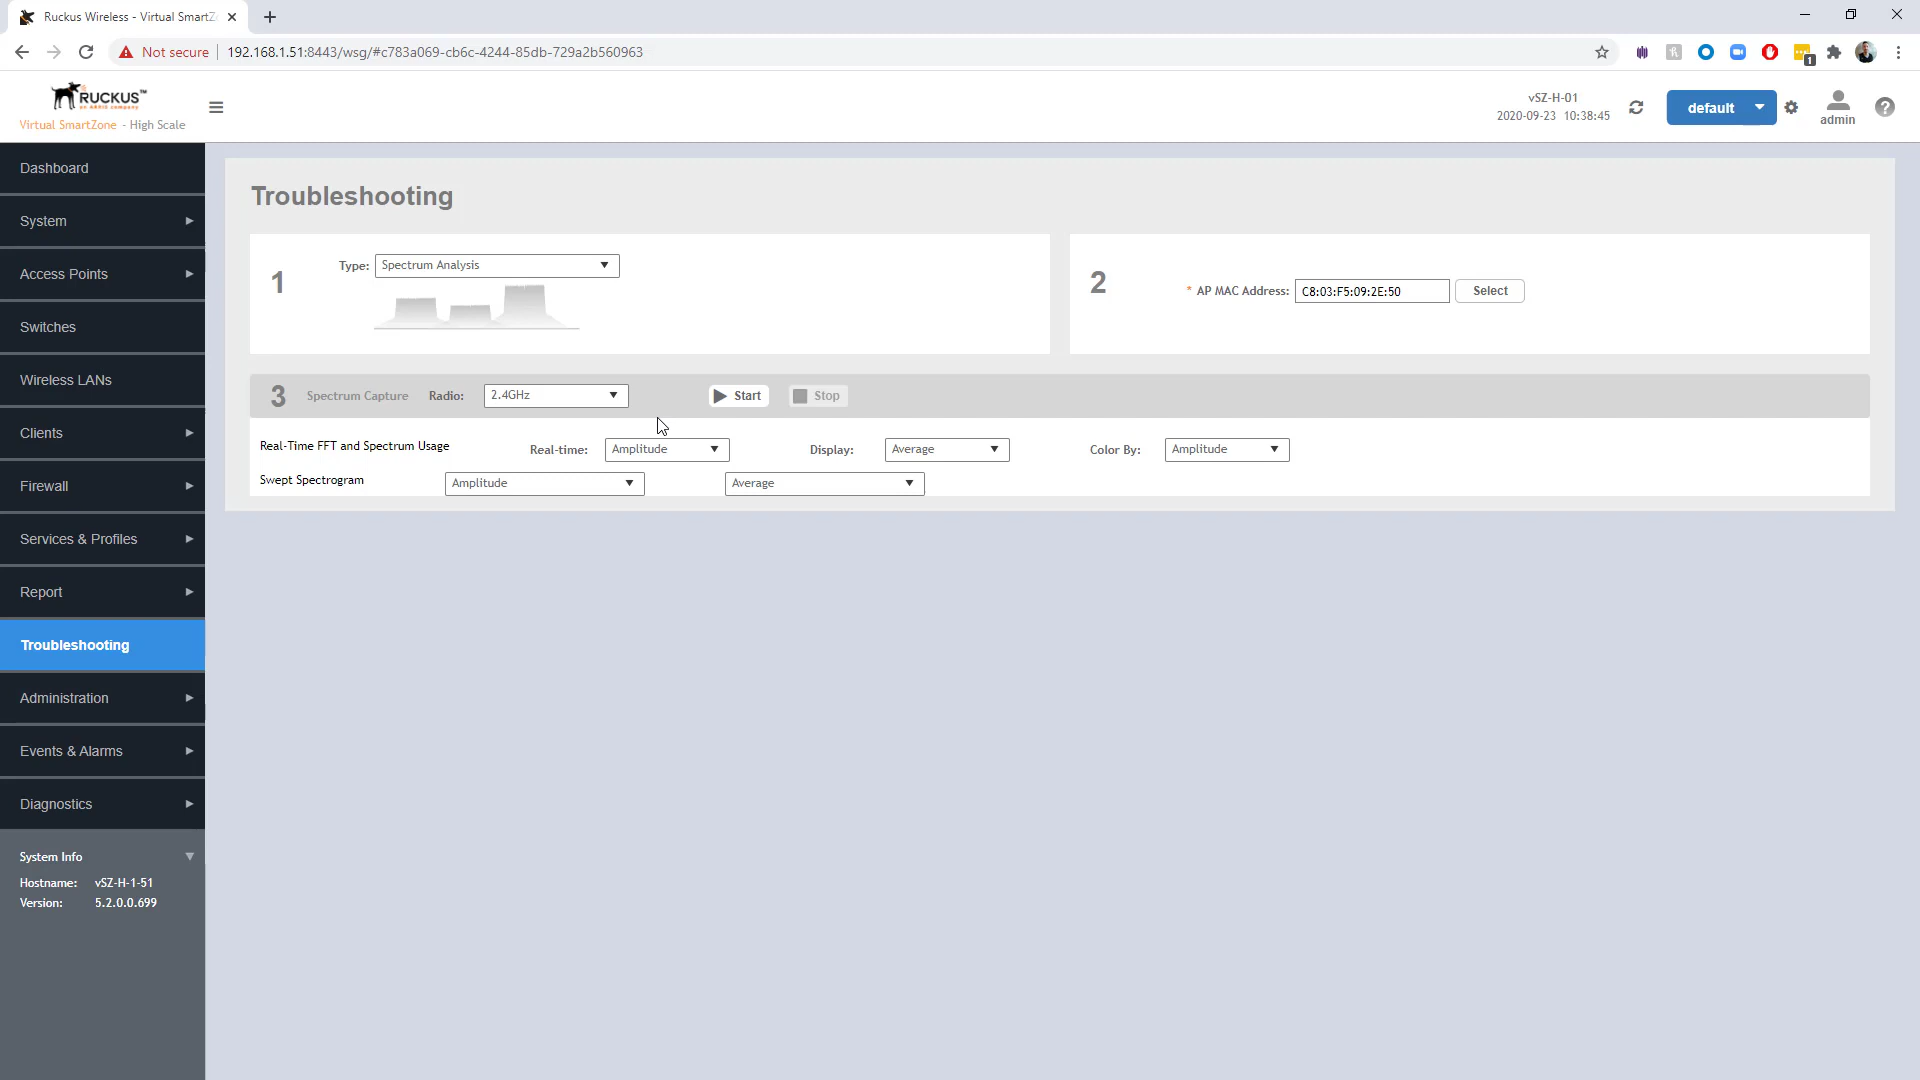 Ruckus Wireless - Virtual SmartZ
Not secure
192.168.1.51:8443/wsg/#c783a069-cb6c-4244-85db-729a2b560963
1
RUCKUS™
Virtual SmartZone - High Scale
vSZ-H-01
2020-09-23 10:38:45
default
admin
?
Dashboard
System
Access Points
Switches
Wireless LANs
Clients
Firewall
Services & Profiles
Report
Troubleshooting
Administration
Events & Alarms
Diagnostics
System Info
Hostname: vSZ-H-1-51
Version: 5.2.0.0.699
Troubleshooting
1 Type: Spectrum Analysis
2 * AP MAC Address: C8:03:F5:09:2E:50 Select
3 Spectrum Capture Radio: 2.4GHz Start Stop
Real-Time FFT and Spectrum Usage Real-time: Amplitude Display: Average Color By: Amplitude
Swept Spectrogram Amplitude Average